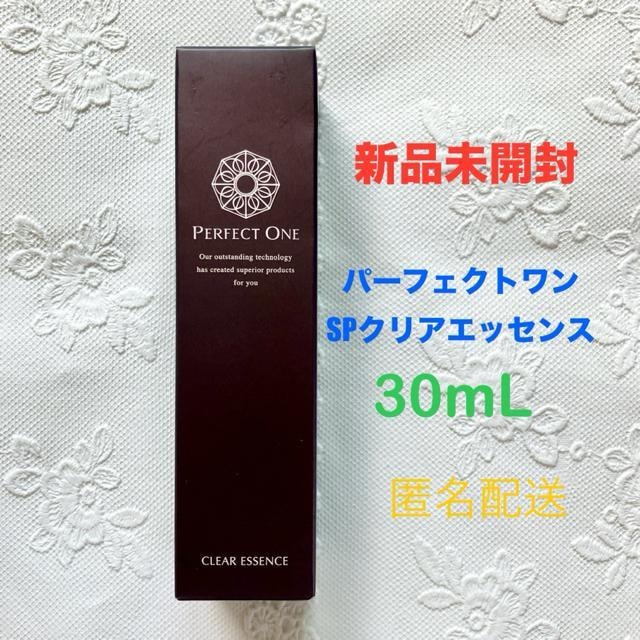 PERFECT ONE
Our outstanding technology
has created superior products
for you
CLEAR ESSENCE
新品未開封
パーフェクトワン
SPクリアエッセンス
30mL
匿名配送